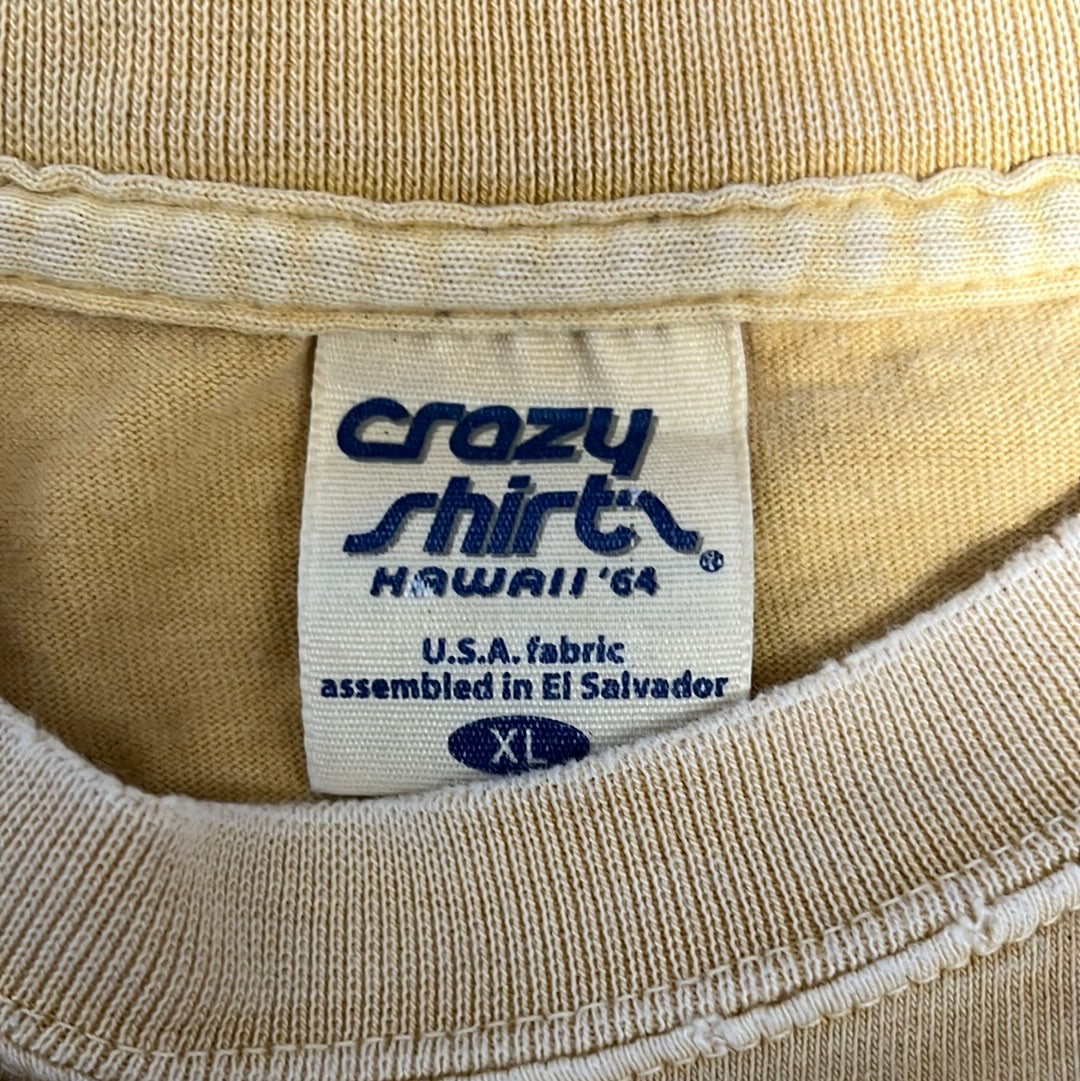 crazy
shirts®
HAWAII '64
U.S.A. fabric
assembled in El Salvador
XL